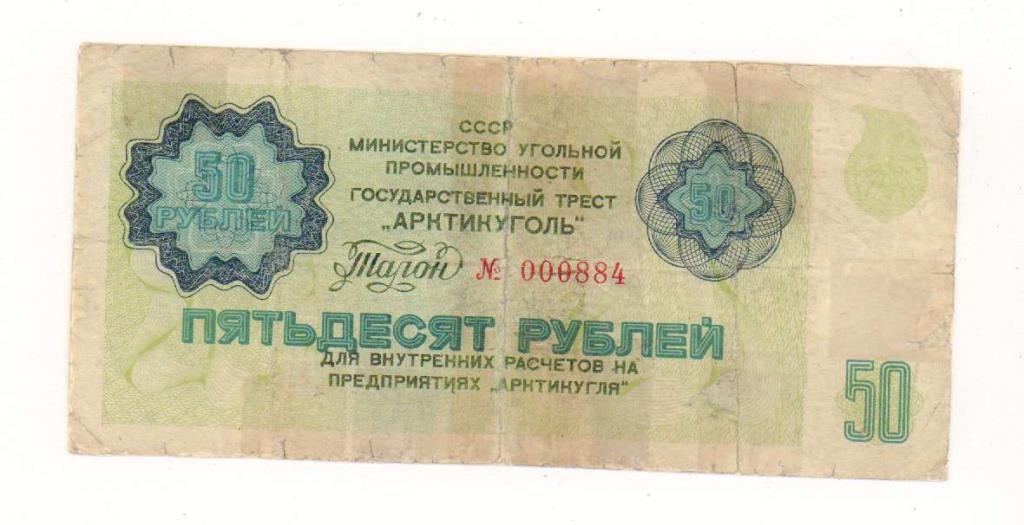 50
РУБЛЕЙ
СССР
МИНИСТЕРСТВО УГОЛЬНОЙ
ПРОМЫШЛЕННОСТИ
ГОСУДАРСТВЕННЫЙ ТРЕСТ
„АРКТИКУГОЛЬ"
Талон № 000884
50
ПЯТЬДЕСЯТ РУБЛЕЙ
ДЛЯ ВНУТРЕННИХ РАСЧЕТОВ НА
ПРЕДПРИЯТИЯХ „АРКТИКУГЛЯ"
50